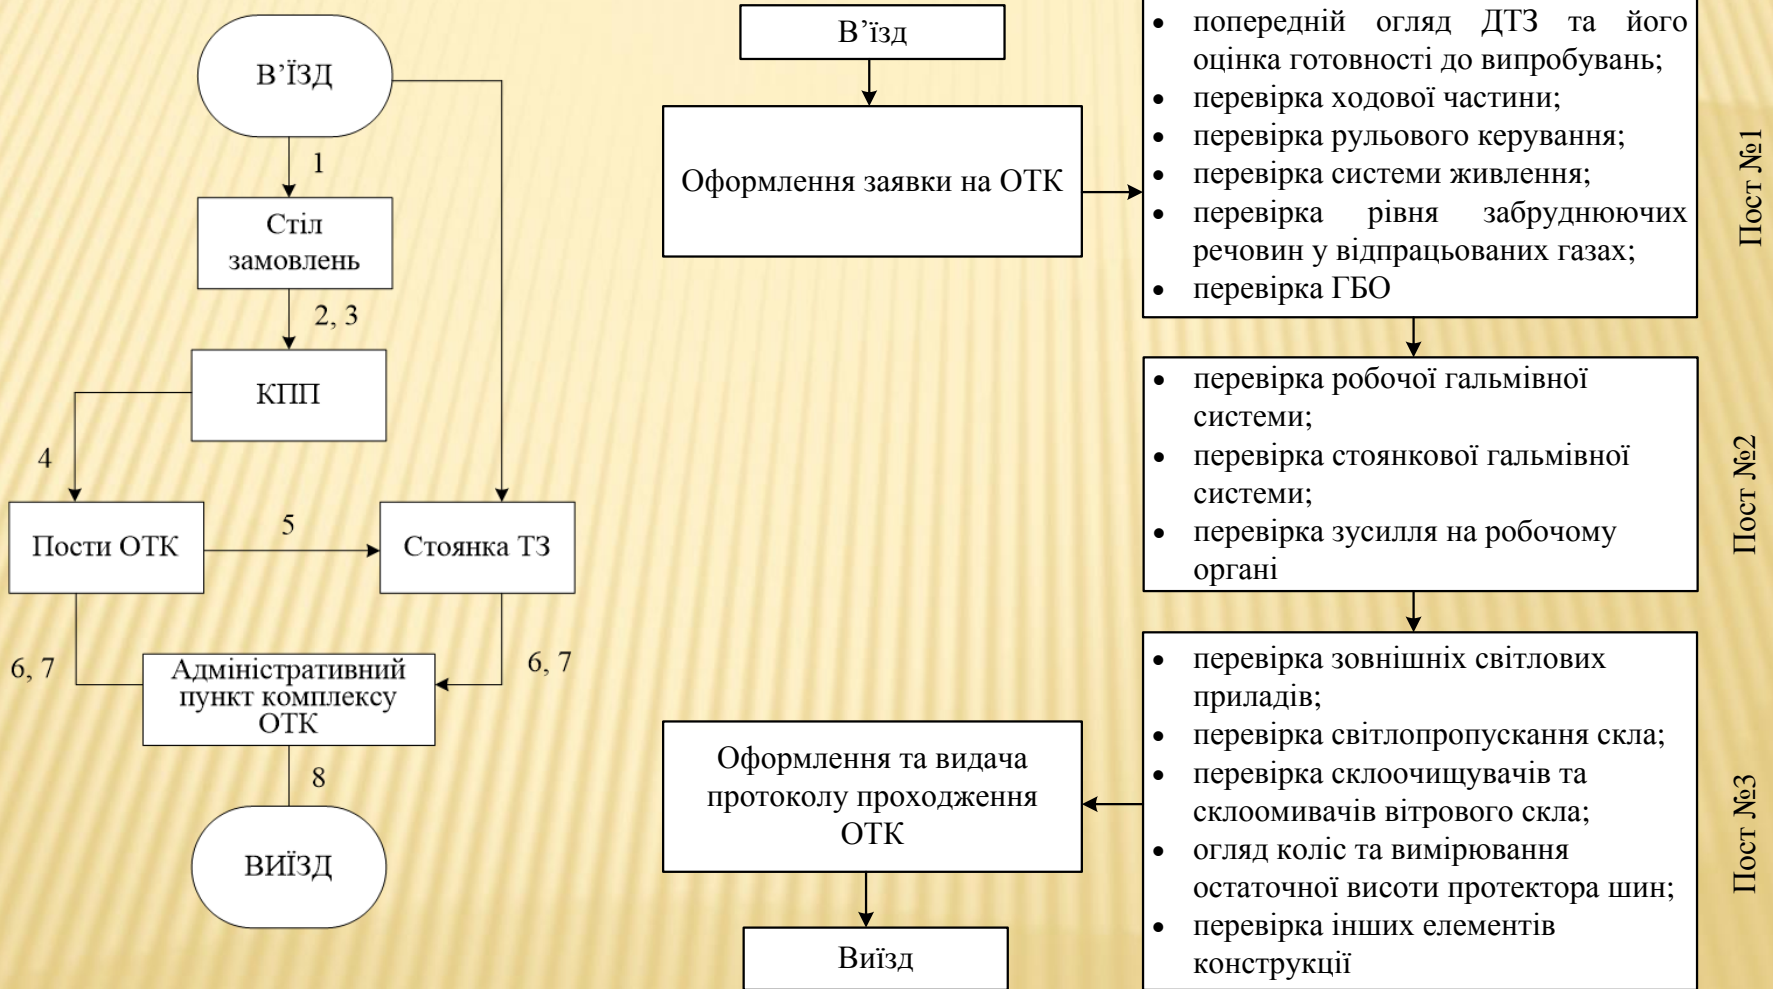 В’ЇЗД
1
Стіл
замовлень
2, 3
КПП
4
Пости ОТК
5
Стоянка ТЗ
6, 7
Адміністративний
пункт комплексу
ОТК
6, 7
8
ВИЇЗД
В’їзд
Оформлення заявки на ОТК
• попередній огляд ДТЗ та його
оцінка готовності до випробувань;
• перевірка ходової частини;
• перевірка рульового керування;
• перевірка системи живлення;
• перевірка рівня забруднюючих
речовин у відпрацьованих газах;
• перевірка ГБО
Пост №1
• перевірка робочої гальмівної
системи;
• перевірка стоянкової гальмівної
системи;
• перевірка зусилля на робочому
органі
Пост №2
• перевірка зовнішніх світлових
приладів;
• перевірка світлопропускання скла;
• перевірка склоочищувачів та
склоомивачів вітрового скла;
• огляд коліс та вимірювання
остаточної висоти протектора шин;
• перевірка інших елементів
конструкції
Пост №3
Оформлення та видача
протоколу проходження
ОТК
Виїзд